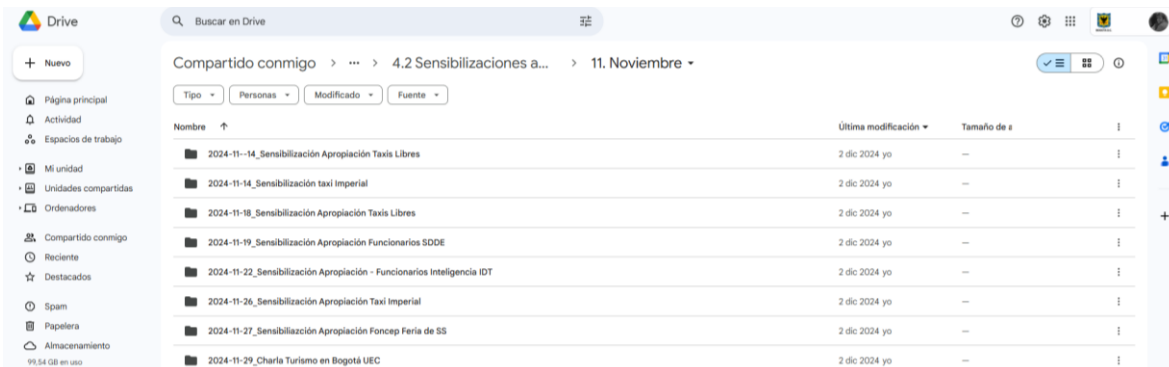 Drive
Buscar en Drive
Nuevo
Compartido conmigo > ... > 4.2 Sensibilizaciones a... > 11. Noviembre
Tipo Personas Modificado Fuente
Página principal
Actividad
Espacios de trabajo
Mi unidad
Unidades compartidas
Ordenadores
Compartido conmigo
Reciente
Destacados
Spam
Papelera
Almacenamiento
99,54 GB en uso
Nombre Última modificación Tamaño de a
2024-11--14_Sensibilización Apropiación Taxis Libres 2 dic 2024 yo —
2024-11-14_Sensibilización taxi Imperial 2 dic 2024 yo —
2024-11-18_Sensibilización Apropiación Taxis Libres 2 dic 2024 yo —
2024-11-19_Sensibilización Apropiación Funcionarios SDDE 2 dic 2024 yo —
2024-11-22_Sensibilización Apropiación - Funcionarios Inteligencia IDT 2 dic 2024 yo —
2024-11-26_Sensibilización Apropiación Taxi Imperial 2 dic 2024 yo —
2024-11-27_Sensibiliazción Apropiación Foncep Feria de SS 2 dic 2024 yo —
2024-11-29_Charla Turismo en Bogotá UEC 2 dic 2024 yo —